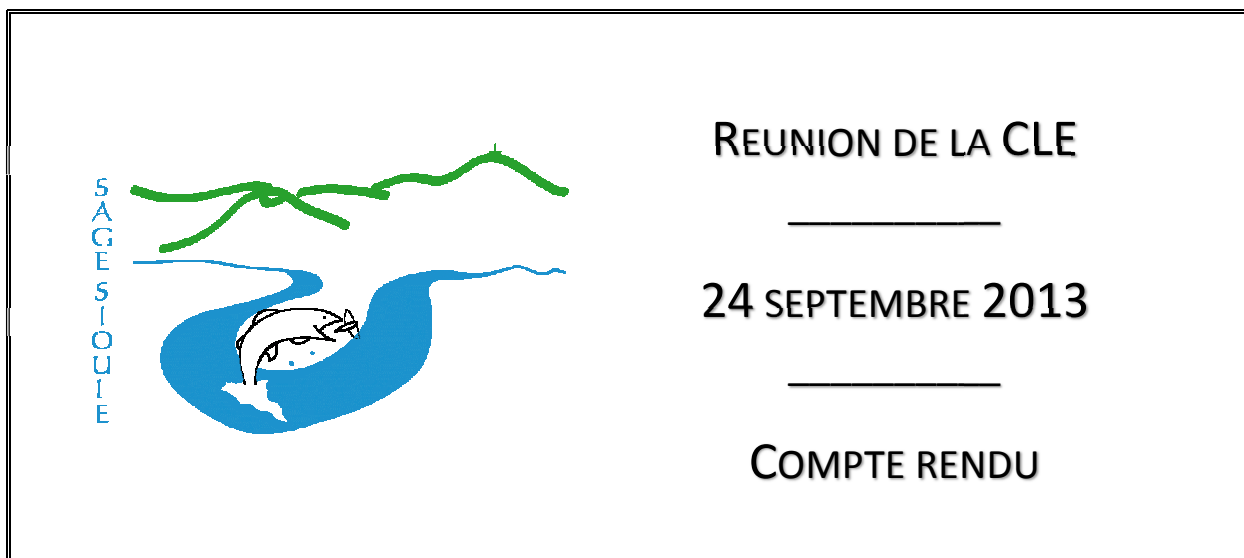 SAGE SIOULE
REUNION DE LA CLE
24 SEPTEMBRE 2013
COMPTE RENDU